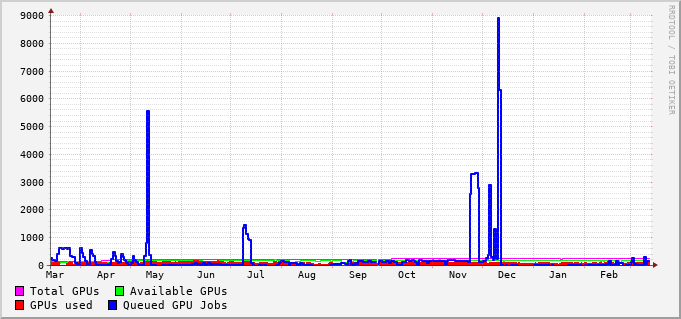 9000
8000
7000
6000
5000
4000
3000
2000
1000
0
Mar Apr May Jun Jul Aug Sep Oct Nov Dec Jan Feb
Total GPUs Available GPUs
GPUs used Queued GPU Jobs
RRDTOOL / TOBI OETIKER